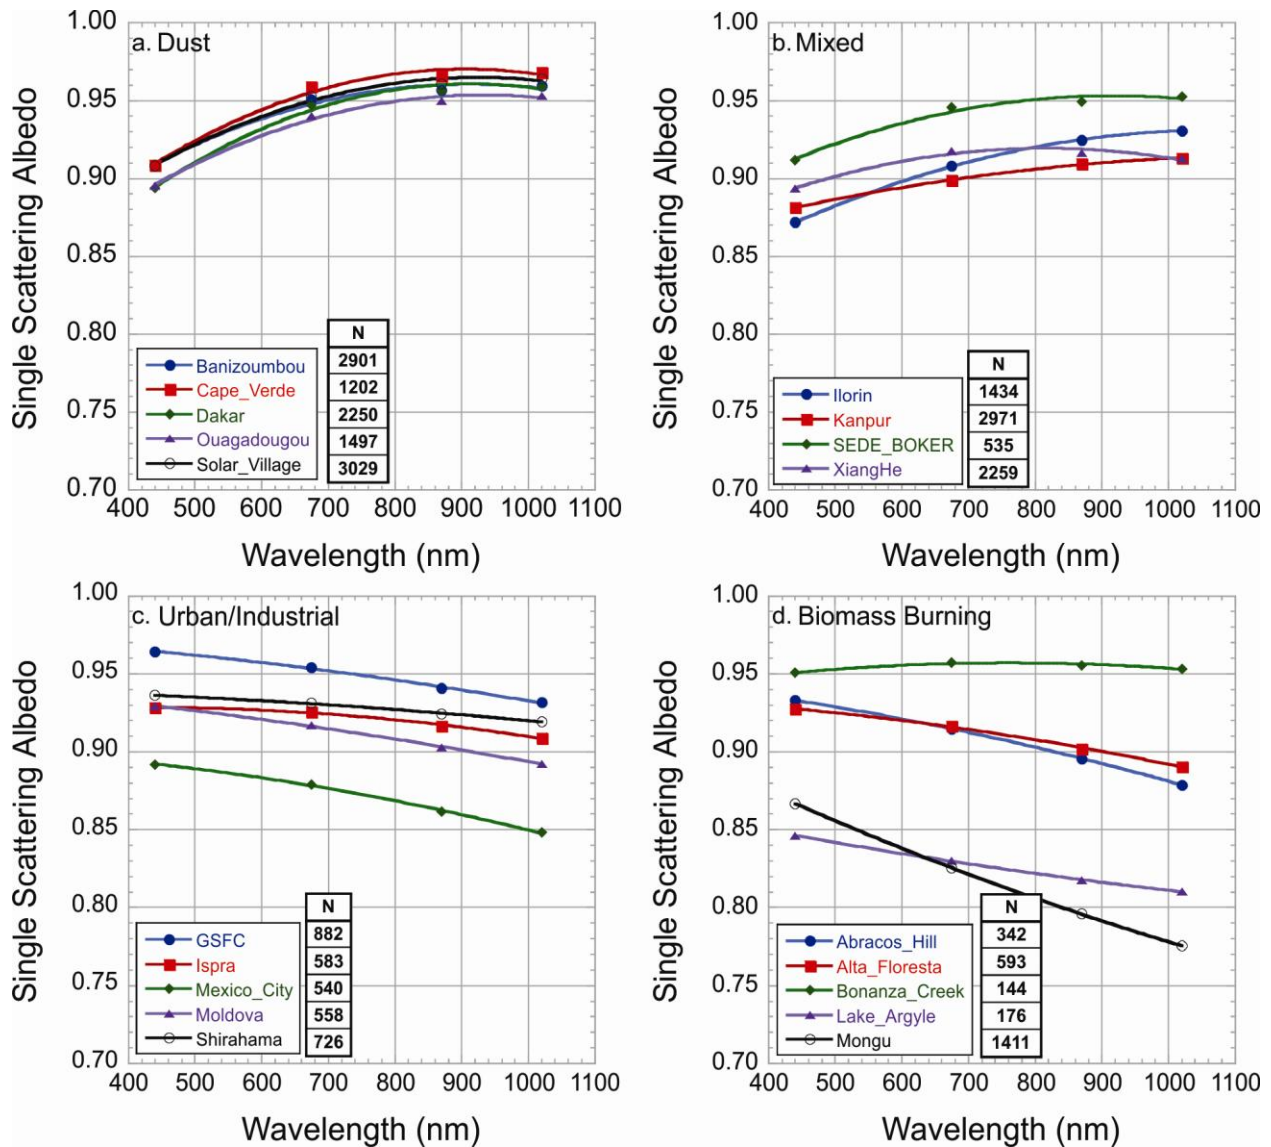 a. Dust
Single Scattering Albedo
1.00
0.95
0.90
0.85
0.80
0.75
0.70
Banizoumbou
Cape_Verde
Dakar
Ouagadougou
Solar_Village
N
2901
1202
2250
1497
3029
400 500 600 700 800 900 1000 1100
Wavelength (nm)
b. Mixed
Single Scattering Albedo
1.00
0.95
0.90
0.85
0.80
0.75
0.70
Ilorin
Kanpur
SEDE_BOKER
XiangHe
N
1434
2971
535
2259
400 500 600 700 800 900 1000 1100
Wavelength (nm)
c. Urban/Industrial
Single Scattering Albedo
1.00
0.95
0.90
0.85
0.80
0.75
0.70
GSFC
Ispra
Mexico_City
Moldova
Shirahama
N
882
583
540
558
726
400 500 600 700 800 900 1000 1100
Wavelength (nm)
d. Biomass Burning
Single Scattering Albedo
1.00
0.95
0.90
0.85
0.80
0.75
0.70
Abracos_Hill
Alta_Floresta
Bonanza_Creek
Lake_Argyle
Mongu
N
342
593
144
176
1411
400 500 600 700 800 900 1000 1100
Wavelength (nm)